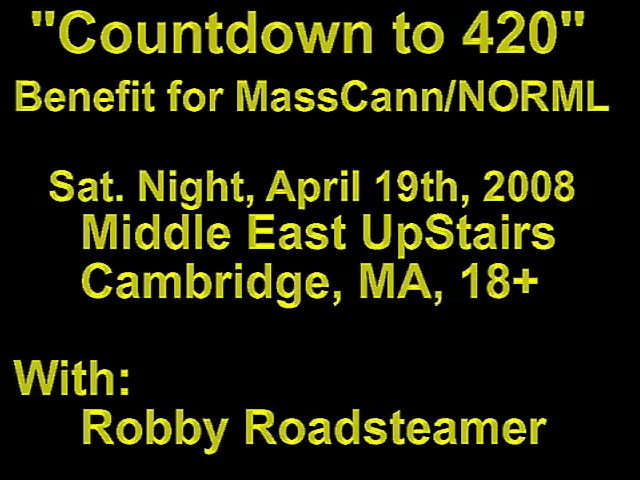 "Countdown to 420"
Benefit for MassCann/NORML
Sat. Night, April 19th, 2008
Middle East UpStairs
Cambridge, MA, 18+
With:
Robby Roadsteamer